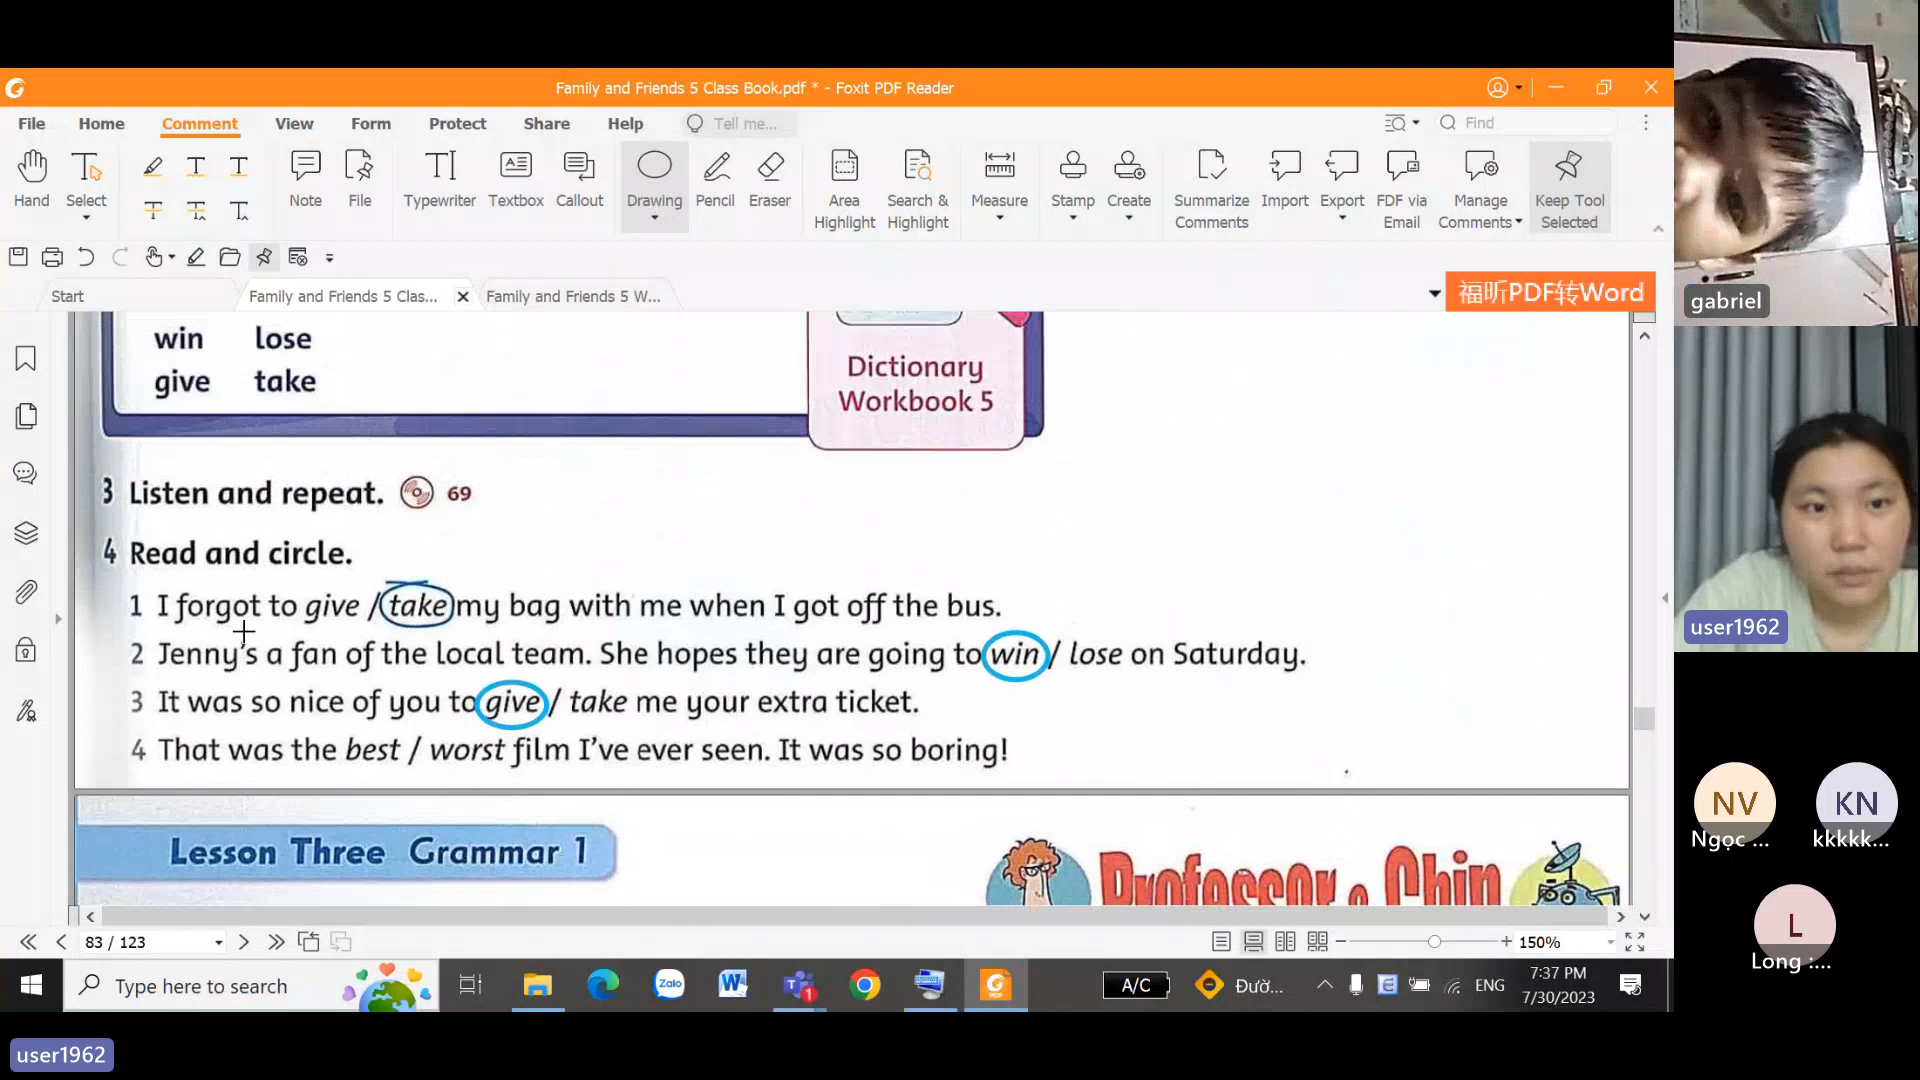 Family and Friends 5 Class Book.pdf * - Foxit PDF Reader
File Home Comment View Form Protect Share Help Tell me... Find
Hand Select Note File Typewriter Textbox Callout Drawing Pencil Eraser Area Highlight Search & Highlight Measure Stamp Create Summarize Comments Import Export FDF via Email Manage Comments Keep Tool Selected
Start Family and Friends 5 Clas... Family and Friends 5 W... 福昕PDF转Word
win lose
give take
Dictionary
Workbook 5
3 Listen and repeat. 69
4 Read and circle.
1 I forgot to give / take my bag with me when I got off the bus.
2 Jenny's a fan of the local team. She hopes they are going to win / lose on Saturday.
3 It was so nice of you to give / take me your extra ticket.
4 That was the best / worst film I've ever seen. It was so boring!
Lesson Three Grammar 1
Professor & Chip
83 / 123 150%
Type here to search Zalo A/C Đườ... ENG 7:37 PM
7/30/2023
gabriel
user1962
NV KN
Ngọc ... kkkkk...
L
Long :...
user1962